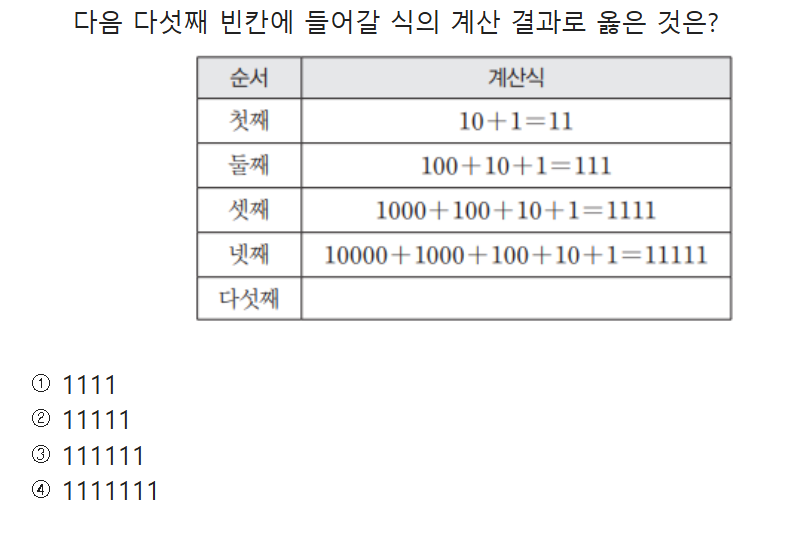 다음 다섯째 빈칸에 들어갈 식의 계산 결과로 옳은 것은?
순서 계산식
첫째 10+1=11
둘째 100+10+1=111
셋째 1000+100+10+1=1111
넷째 10000+1000+100+10+1=11111
다섯째
① 1111
② 11111
③ 111111
④ 1111111